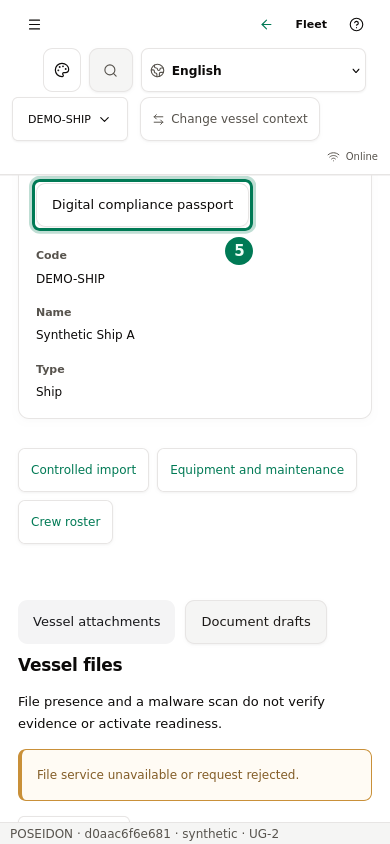 Fleet
English
DEMO-SHIP
Change vessel context
Online
Digital compliance passport
5
Code
DEMO-SHIP
Name
Synthetic Ship A
Type
Ship
Controlled import
Equipment and maintenance
Crew roster
Vessel attachments
Document drafts
Vessel files
File presence and a malware scan do not verify
evidence or activate readiness.
File service unavailable or request rejected.
POSEIDON · d0aac6f6e681 · synthetic · UG-2